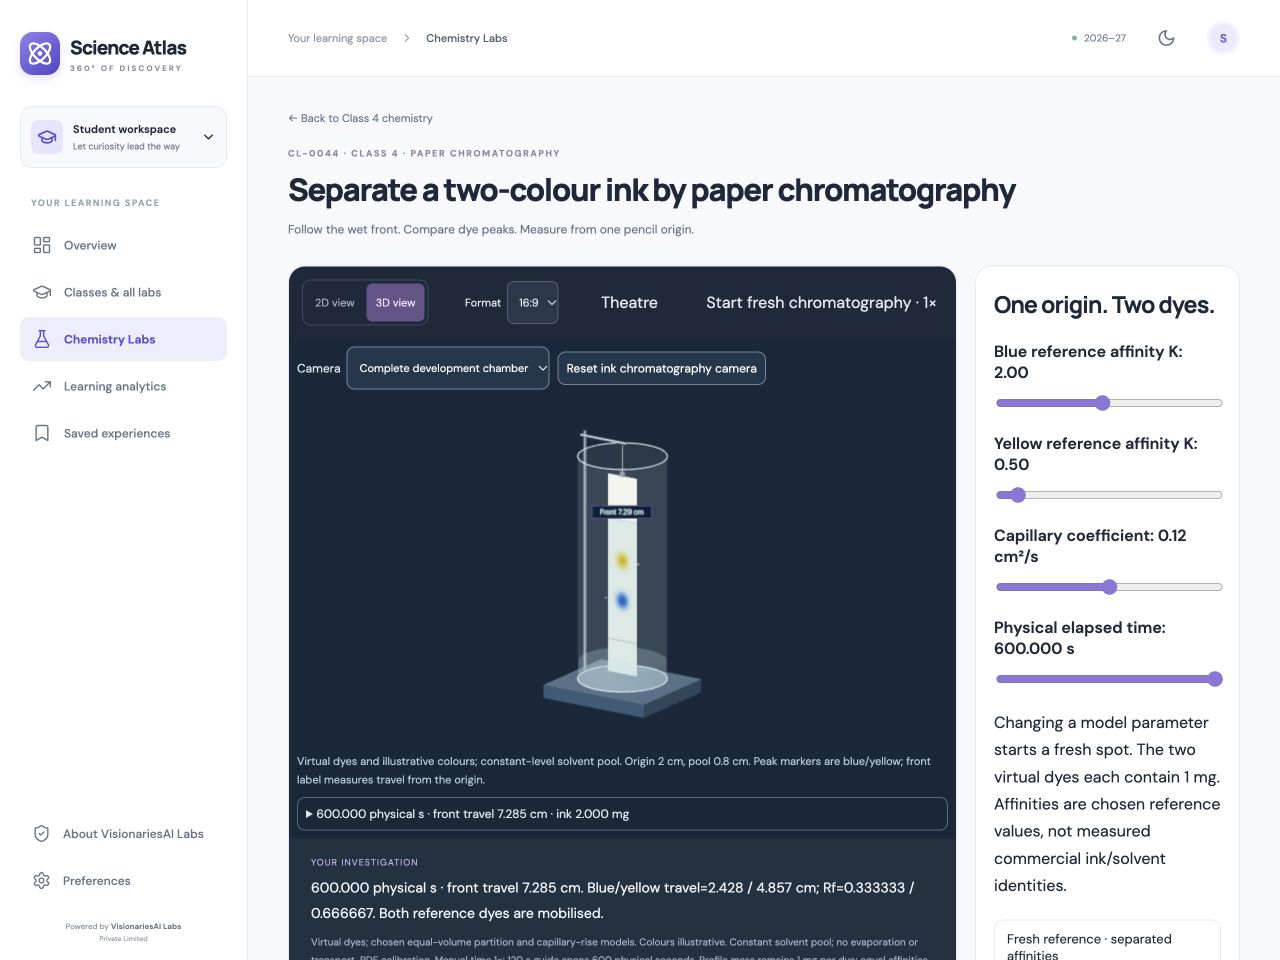 Science Atlas
360° OF DISCOVERY
Student workspace
Let curiosity lead the way
YOUR LEARNING SPACE
Overview
Classes & all labs
Chemistry Labs
Learning analytics
Saved experiences
About VisionariesAI Labs
Preferences
Powered by VisionariesAI Labs
Private Limited
Your learning space > Chemistry Labs
2026–27
S
← Back to Class 4 chemistry
CL-0044 · CLASS 4 · PAPER CHROMATOGRAPHY
Separate a two-colour ink by paper chromatography
Follow the wet front. Compare dye peaks. Measure from one pencil origin.
2D view 3D view Format 16:9 Theatre Start fresh chromatography · 1×
Camera Complete development chamber Reset ink chromatography camera
Front 7.29 cm
Virtual dyes and illustrative colours; constant-level solvent pool. Origin 2 cm, pool 0.8 cm. Peak markers are blue/yellow; front
label measures travel from the origin.
▶ 600.000 physical s · front travel 7.285 cm · ink 2.000 mg
YOUR INVESTIGATION
600.000 physical s · front travel 7.285 cm. Blue/yellow travel=2.428 / 4.857 cm; Rf=0.333333 /
0.666667. Both reference dyes are mobilised.
Virtual dyes; chosen equal-volume partition and capillary-rise models. Colours illustrative. Constant solvent pool; no evaporation or
One origin. Two dyes.
Blue reference affinity K:
2.00
Yellow reference affinity K:
0.50
Capillary coefficient: 0.12
cm²/s
Physical elapsed time:
600.000 s
Changing a model parameter
starts a fresh spot. The two
virtual dyes each contain 1 mg.
Affinities are chosen reference
values, not measured
commercial ink/solvent
identities.
Fresh reference · separated
affinities